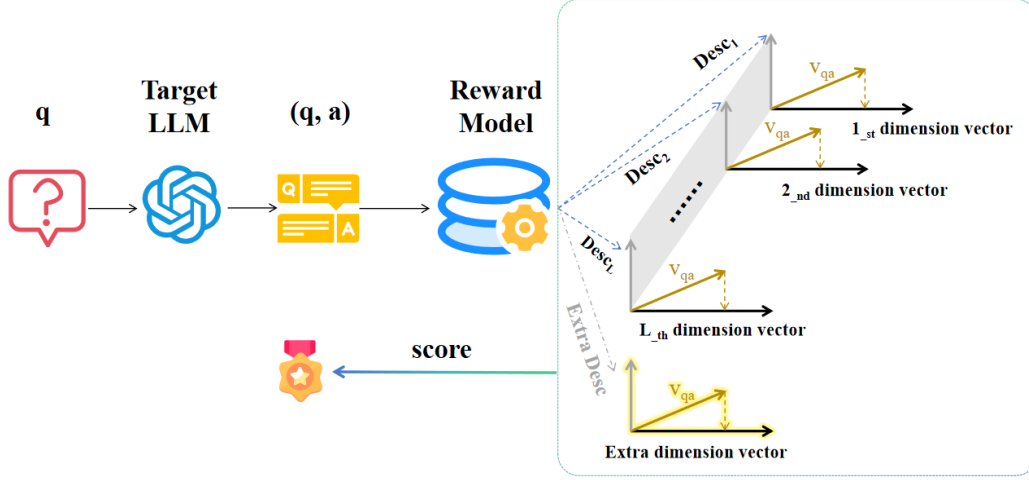 q
Target
LLM
(q, a)
Reward
Model
Q
A
score
Desc1
Desc2
DescL
Extra Desc
Vqa
1_st dimension vector
Vqa
2_nd dimension vector
......
Vqa
L_th dimension vector
Vqa
Extra dimension vector